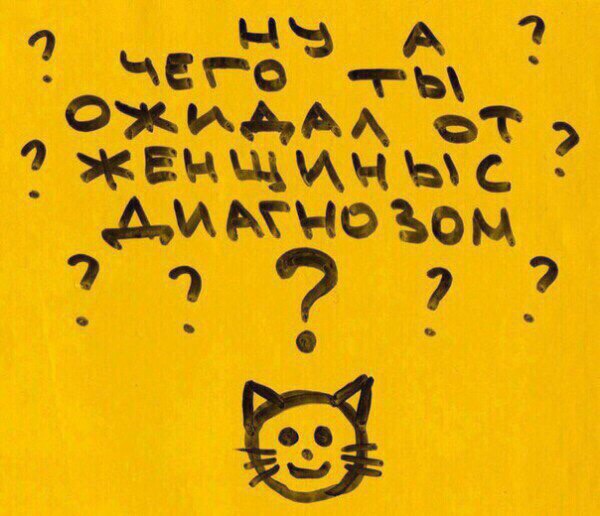 ? НУ А ?
ЧЕГО ТЫ
ОЖИДАЛ ОТ
? ЖЕНЩИНЫ С ?
ДИАГНОЗОМ
? ? ? ? ?